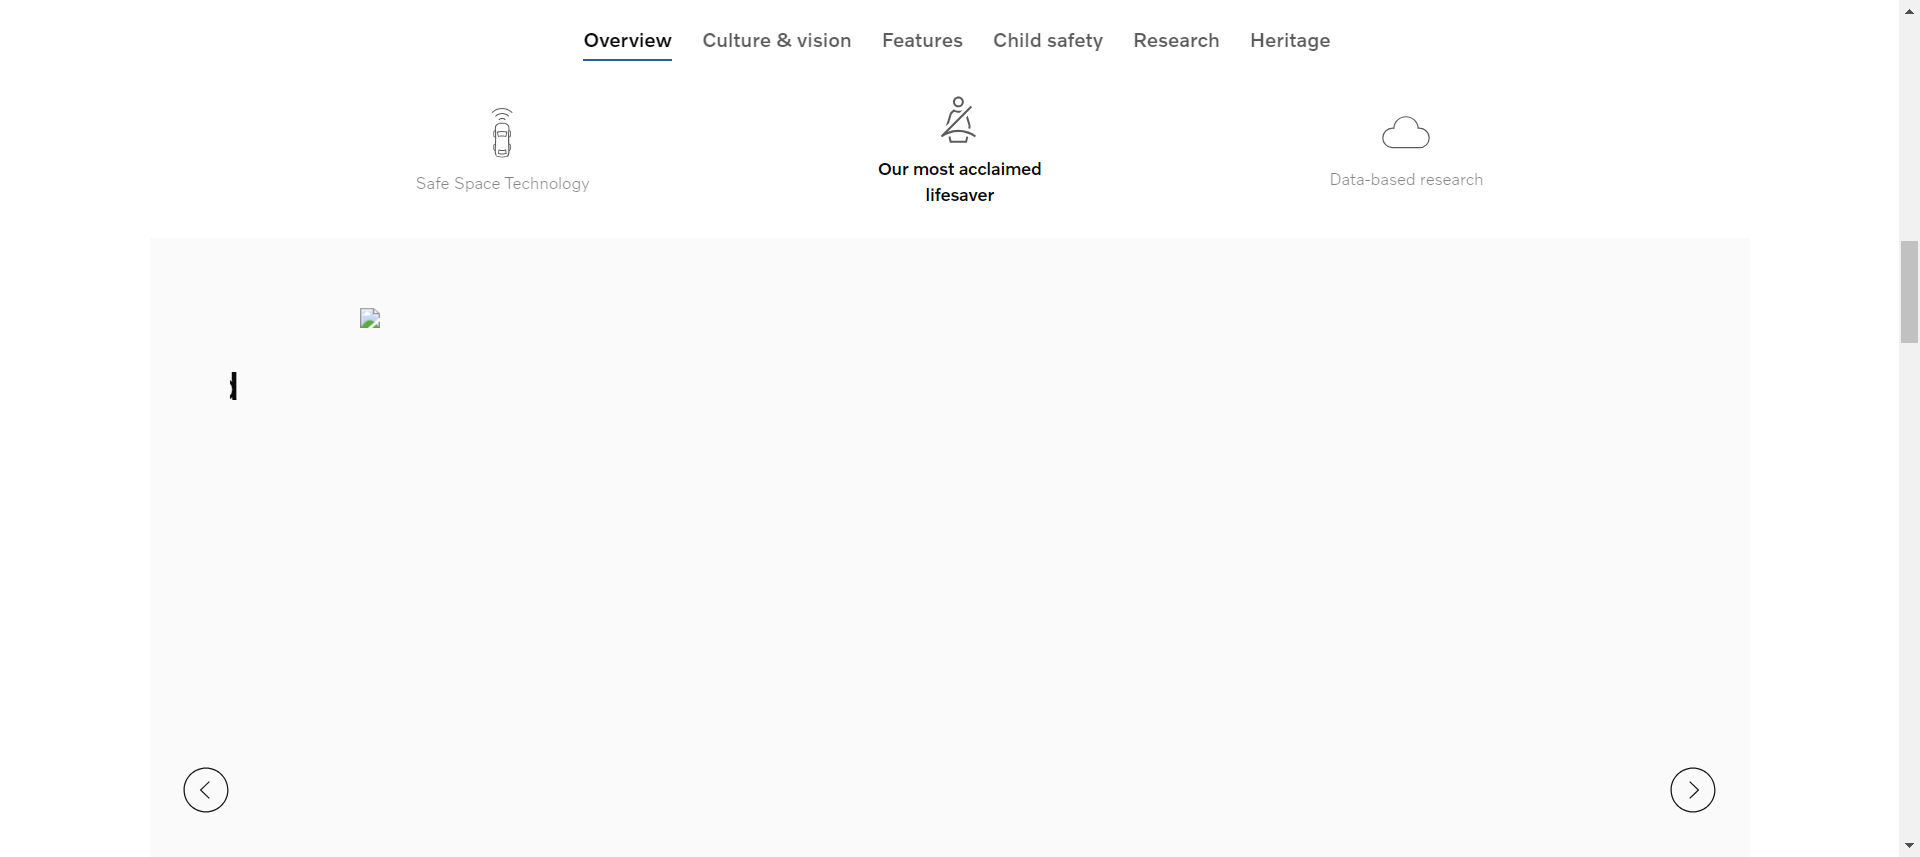 Overview Culture & vision Features Child safety Research Heritage
Safe Space Technology
Our most acclaimed
lifesaver
Data-based research